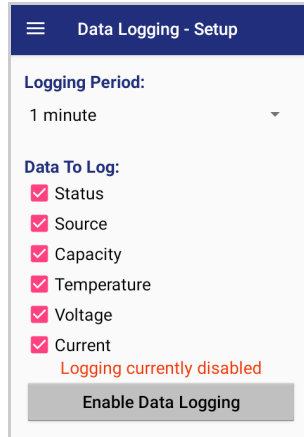 Data Logging - Setup
Logging Period:
1 minute
Data To Log:
Status
Source
Capacity
Temperature
Voltage
Current
Logging currently disabled
Enable Data Logging